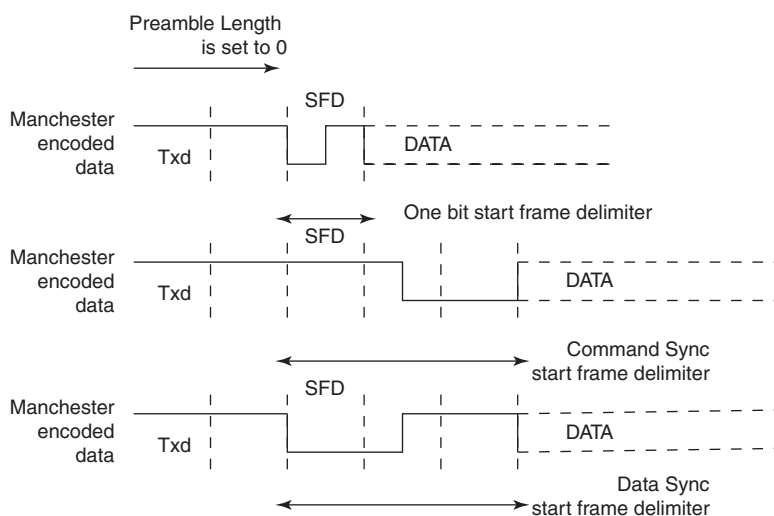 Preamble Length
is set to 0
SFD
Manchester
encoded
data
Txd
DATA
One bit start frame delimiter
SFD
Manchester
encoded
data
Txd
DATA
Command Sync
start frame delimiter
SFD
Manchester
encoded
data
Txd
DATA
Data Sync
start frame delimiter